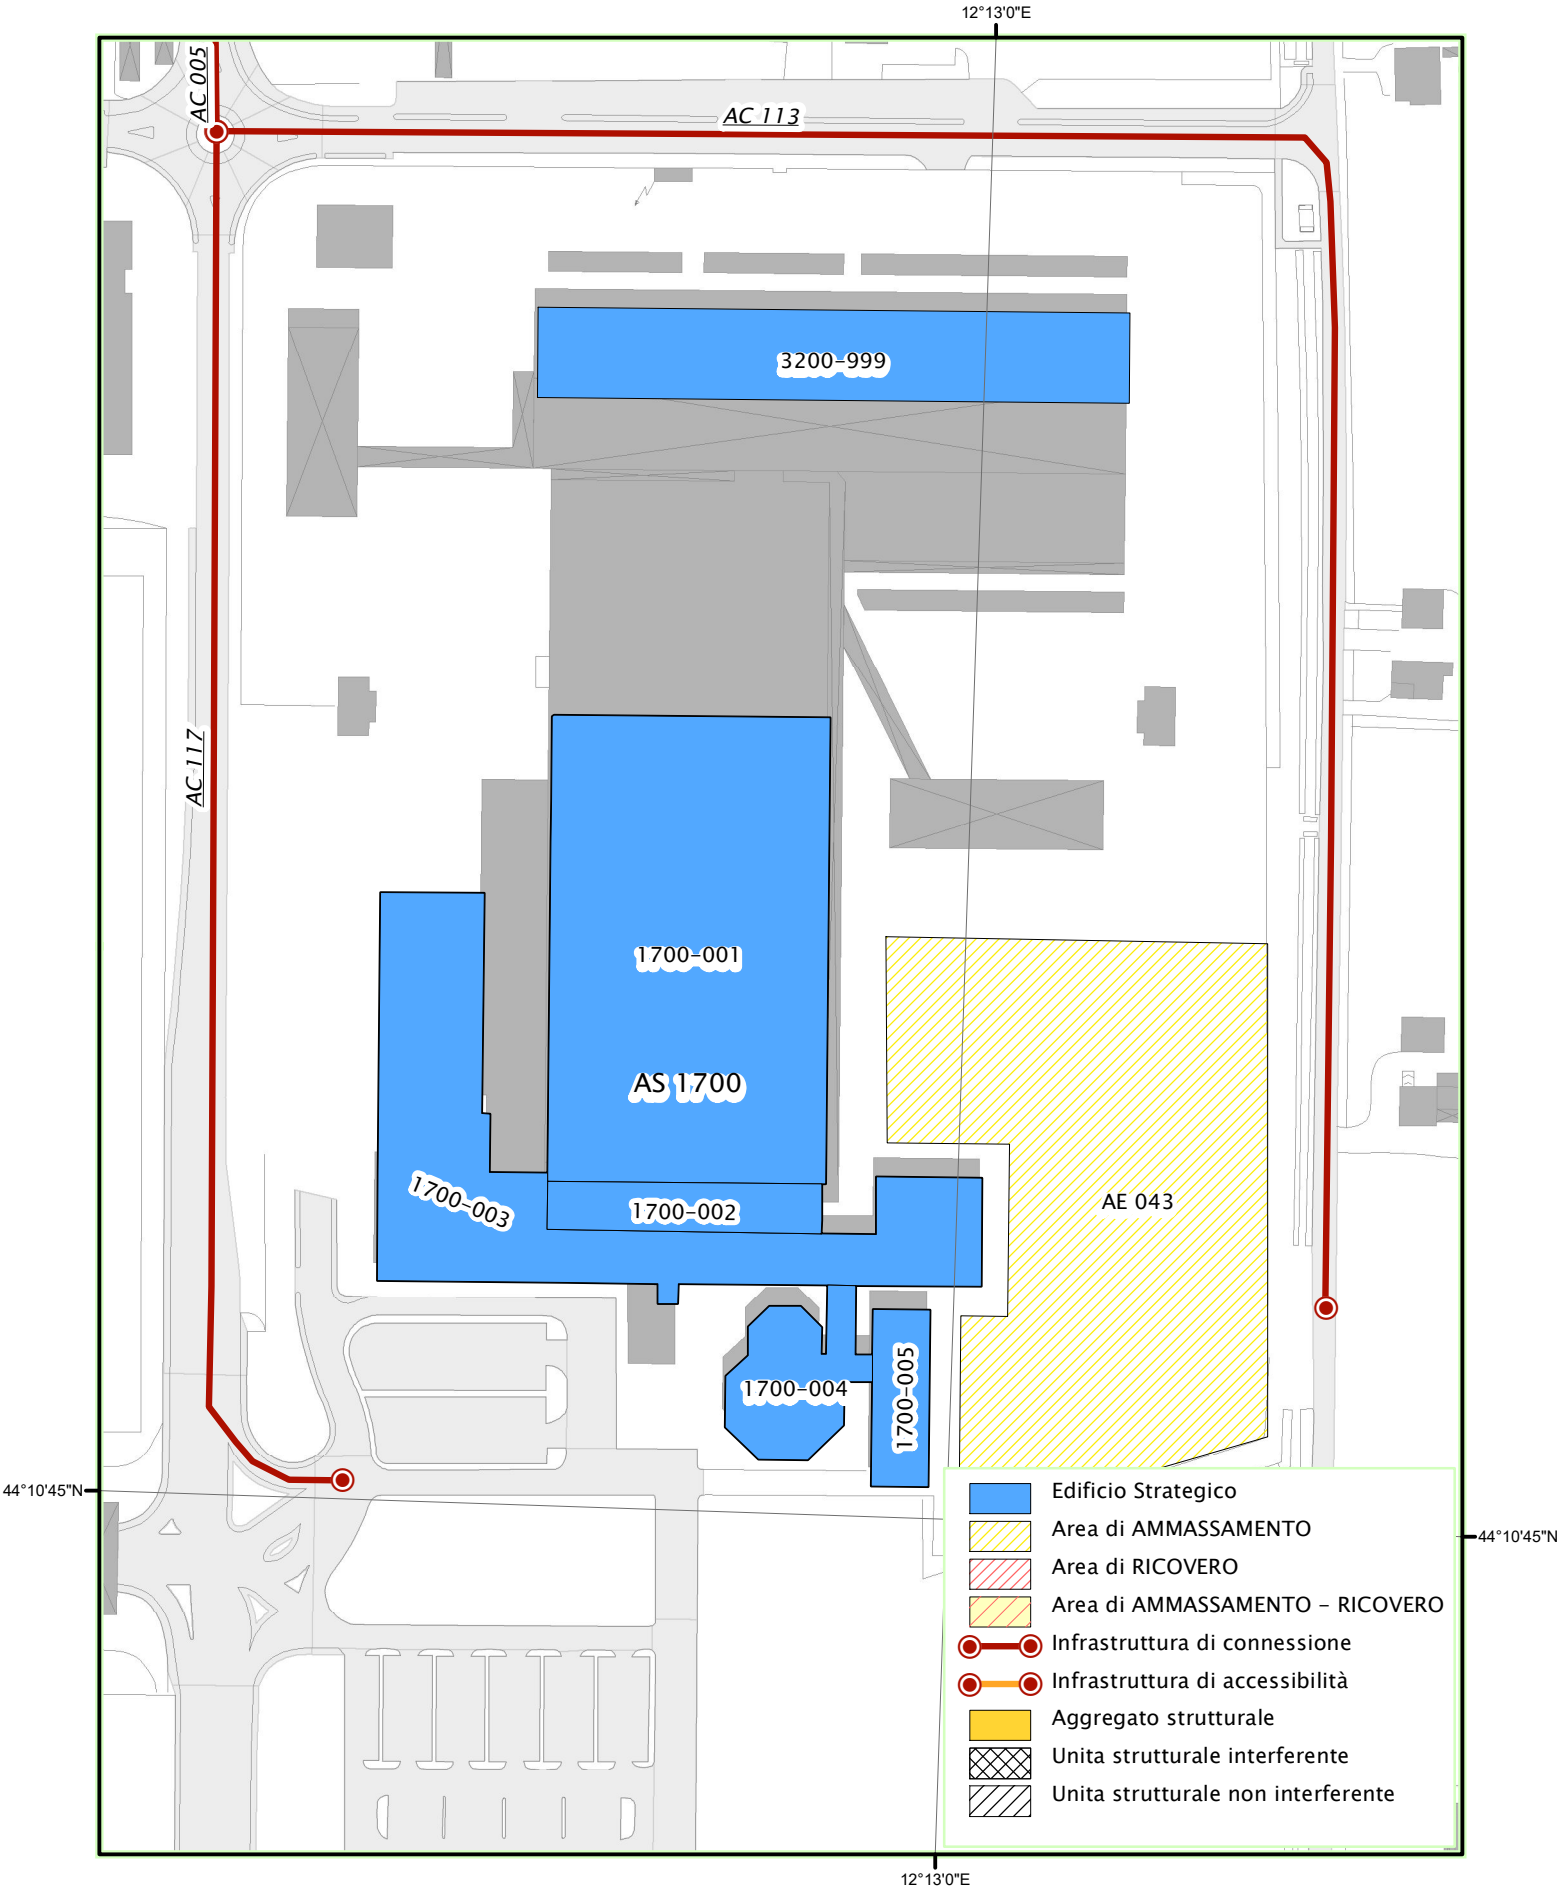 12°13'0"E
AC 005
AC 113
3200-999
AC 117
1700-001
AS 1700
1700-003
1700-002
AE 043
1700-004
1700-005
44°10'45"N
44°10'45"N
Edificio Strategico
Area di AMMASSAMENTO
Area di RICOVERO
Area di AMMASSAMENTO - RICOVERO
Infrastruttura di connessione
Infrastruttura di accessibilità
Aggregato strutturale
Unita strutturale interferente
Unita strutturale non interferente
12°13'0"E